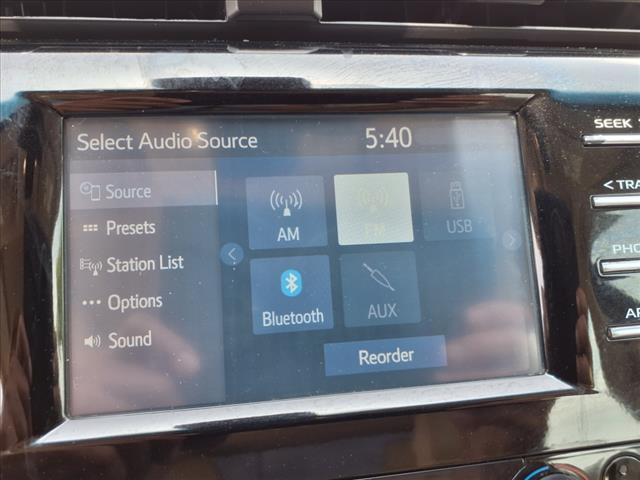 Select Audio Source 5:40
Source
Presets
Station List
Options
Sound
AM
FM
USB
Bluetooth
AUX
Reorder
SEEK
< TRA
PHO
AP